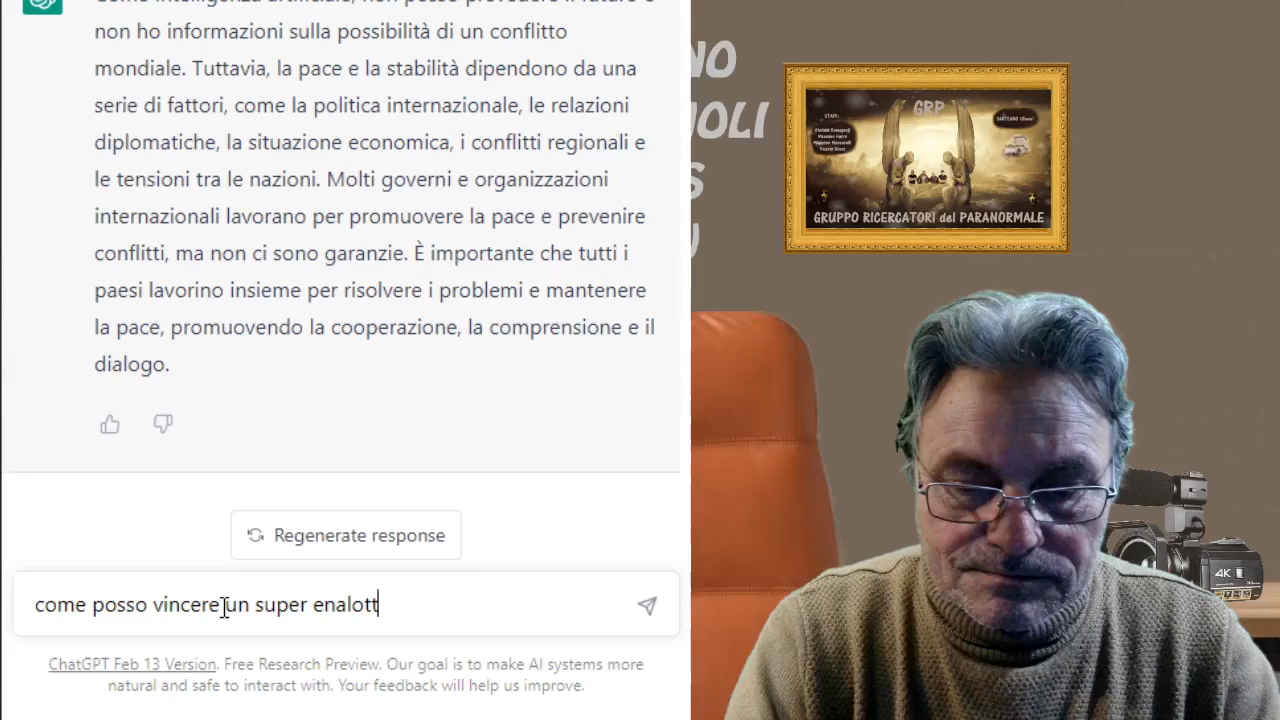 non ho informazioni sulla possibilità di un conflitto
mondiale. Tuttavia, la pace e la stabilità dipendono da una
serie di fattori, come la politica internazionale, le relazioni
diplomatiche, la situazione economica, i conflitti regionali e
le tensioni tra le nazioni. Molti governi e organizzazioni
internazionali lavorano per promuovere la pace e prevenire
conflitti, ma non ci sono garanzie. È importante che tutti i
paesi lavorino insieme per risolvere i problemi e mantenere
la pace, promuovendo la cooperazione, la comprensione e il
dialogo.
Regenerate response
come posso vincere un super enalott
ChatGPT Feb 13 Version. Free Research Preview. Our goal is to make AI systems more
natural and safe to interact with. Your feedback will help us improve.
NO
OLI
S
GRP
STAFF:
SARTEANO (Siena)
GRUPPO RICERCATORI del PARANORMALE
4K